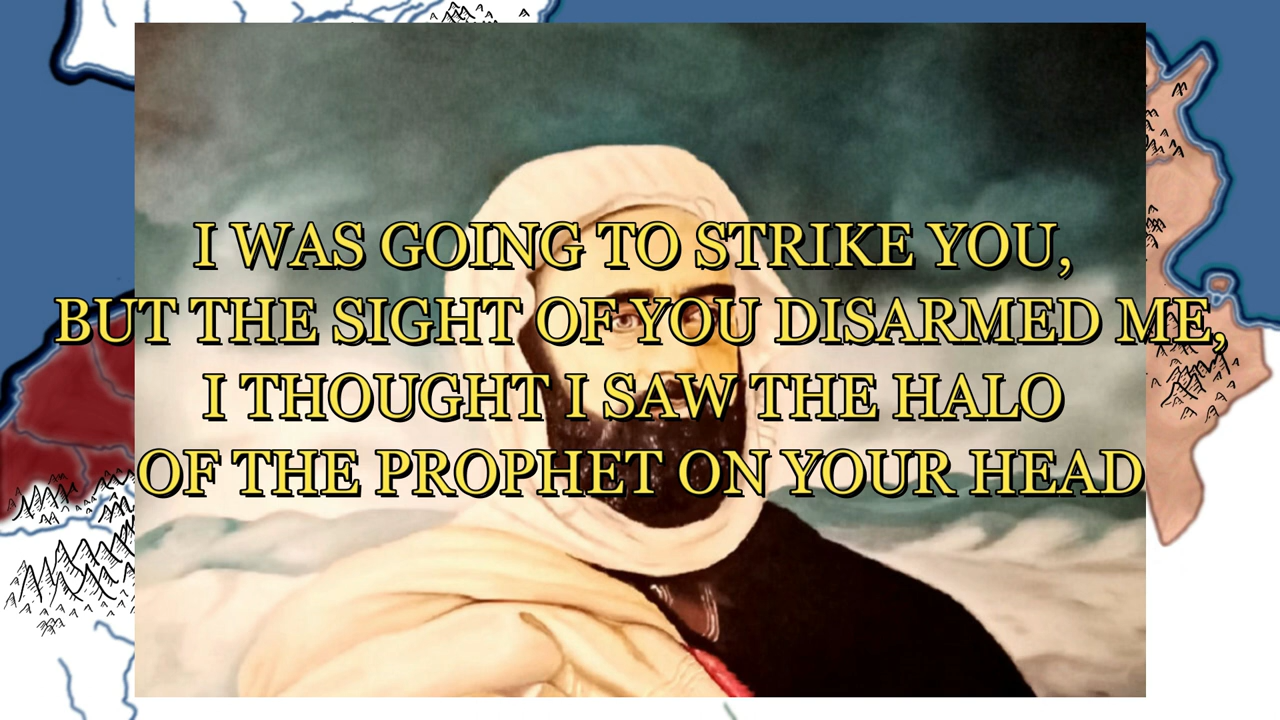 I WAS GOING TO STRIKE YOU,
BUT THE SIGHT OF YOU DISARMED ME,
I THOUGHT I SAW THE HALO
OF THE PROPHET ON YOUR HEAD